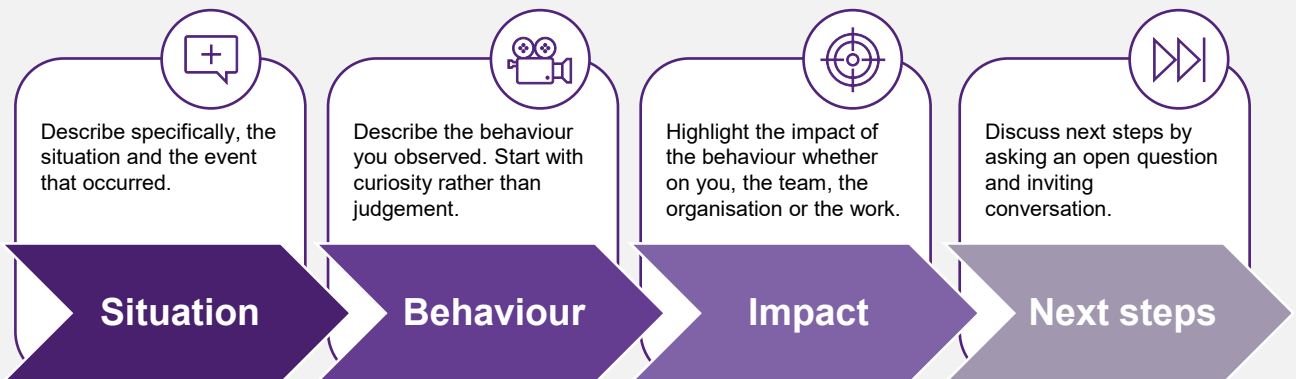 Describe specifically, the
situation and the event
that occurred.
Situation
Describe the behaviour
you observed. Start with
curiosity rather than
judgement.
Behaviour
Highlight the impact of
the behaviour whether
on you, the team, the
organisation or the work.
Impact
Discuss next steps by
asking an open question
and inviting
conversation.
Next steps